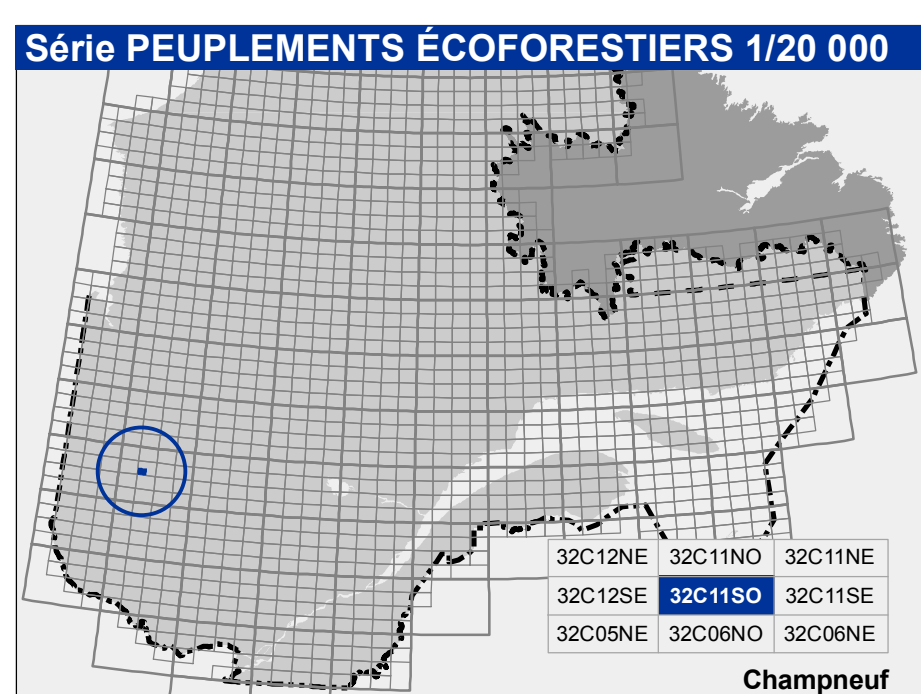 Série PEUPLEMENTS ÉCOFORESTIERS 1/20 000
32C12NE 32C11NO 32C11NE
32C12SE 32C11SO 32C11SE
32C05NE 32C06NO 32C06NE
Champneuf